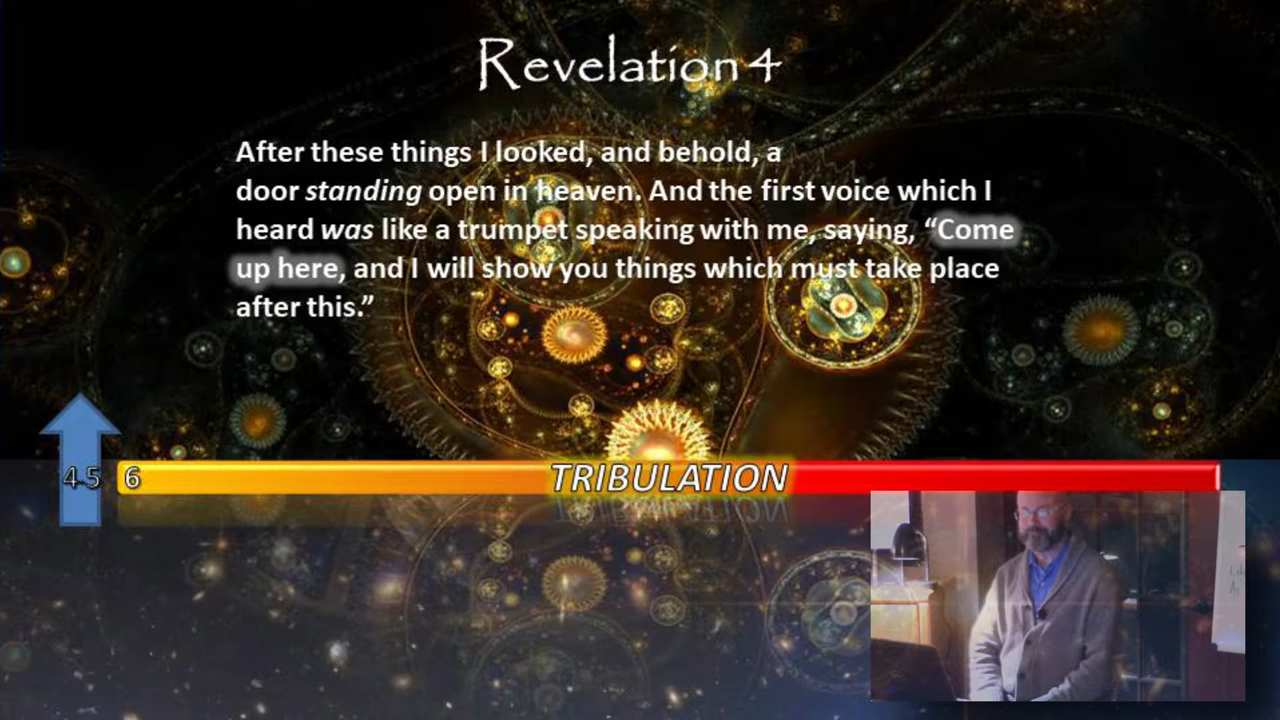 Revelation 4
After these things I looked, and behold, a
door standing open in heaven. And the first voice which I
heard was like a trumpet speaking with me, saying, “Come
up here, and I will show you things which must take place
after this.”
4-5 6 TRIBULATION